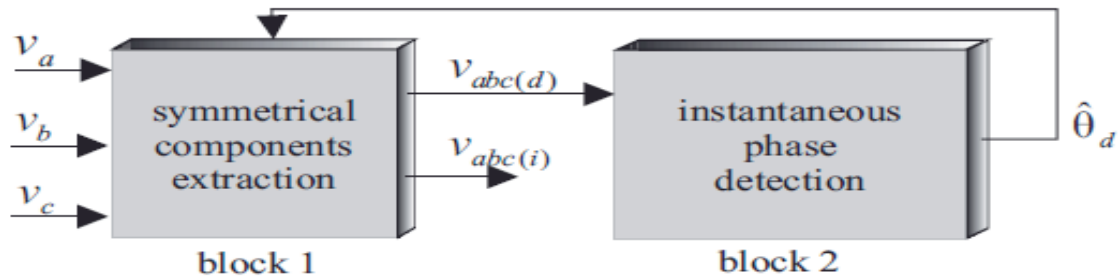 v_a
v_b
v_c
symmetrical
components
extraction
block 1
v_abc(d)
v_abc(i)
instantaneous
phase
detection
block 2
θ̂_d